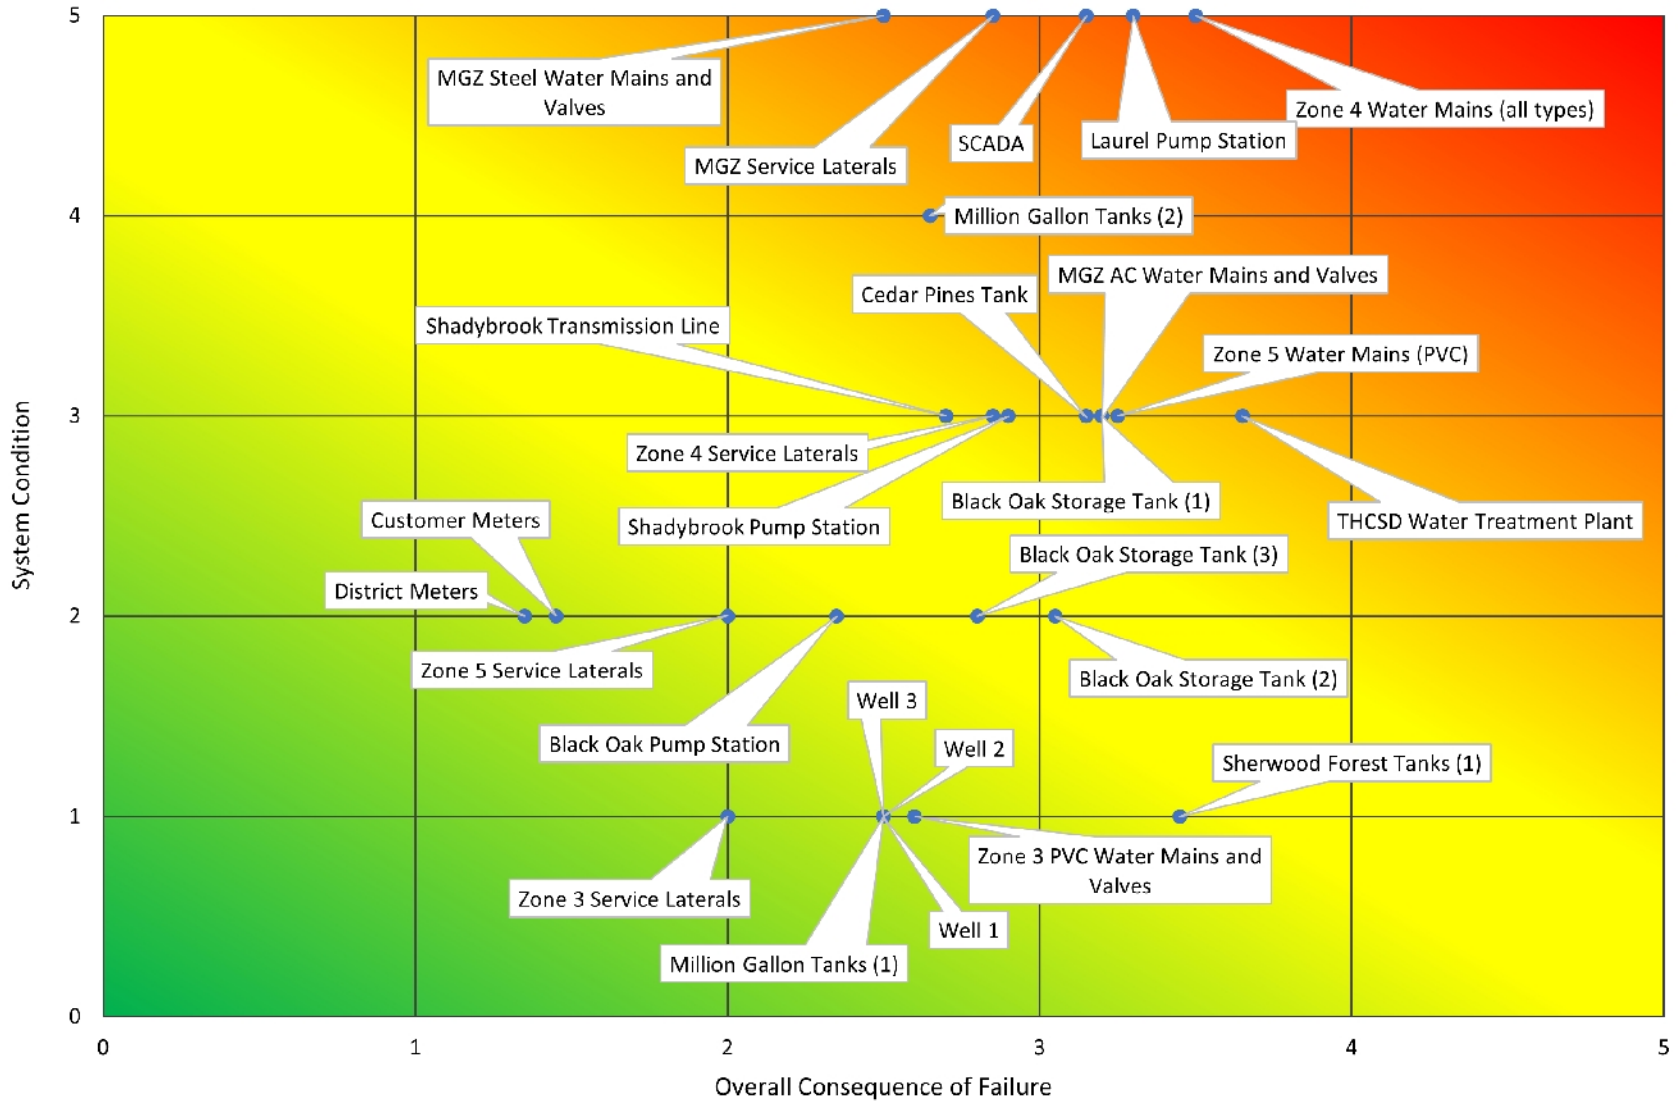 5
MGZ Steel Water Mains and
Valves
Zone 4 Water Mains (all types)
SCADA
Laurel Pump Station
MGZ Service Laterals
4
Million Gallon Tanks (2)
MGZ AC Water Mains and Valves
Cedar Pines Tank
Shadybrook Transmission Line
Zone 5 Water Mains (PVC)
3
Zone 4 Service Laterals
Black Oak Storage Tank (1)
Customer Meters
Shadybrook Pump Station
THCSD Water Treatment Plant
Black Oak Storage Tank (3)
District Meters
2
Zone 5 Service Laterals
Black Oak Storage Tank (2)
Well 3
Black Oak Pump Station
Well 2
Sherwood Forest Tanks (1)
1
Zone 3 PVC Water Mains and
Valves
Zone 3 Service Laterals
Well 1
Million Gallon Tanks (1)
0
System Condition
0 1 2 3 4 5
Overall Consequence of Failure